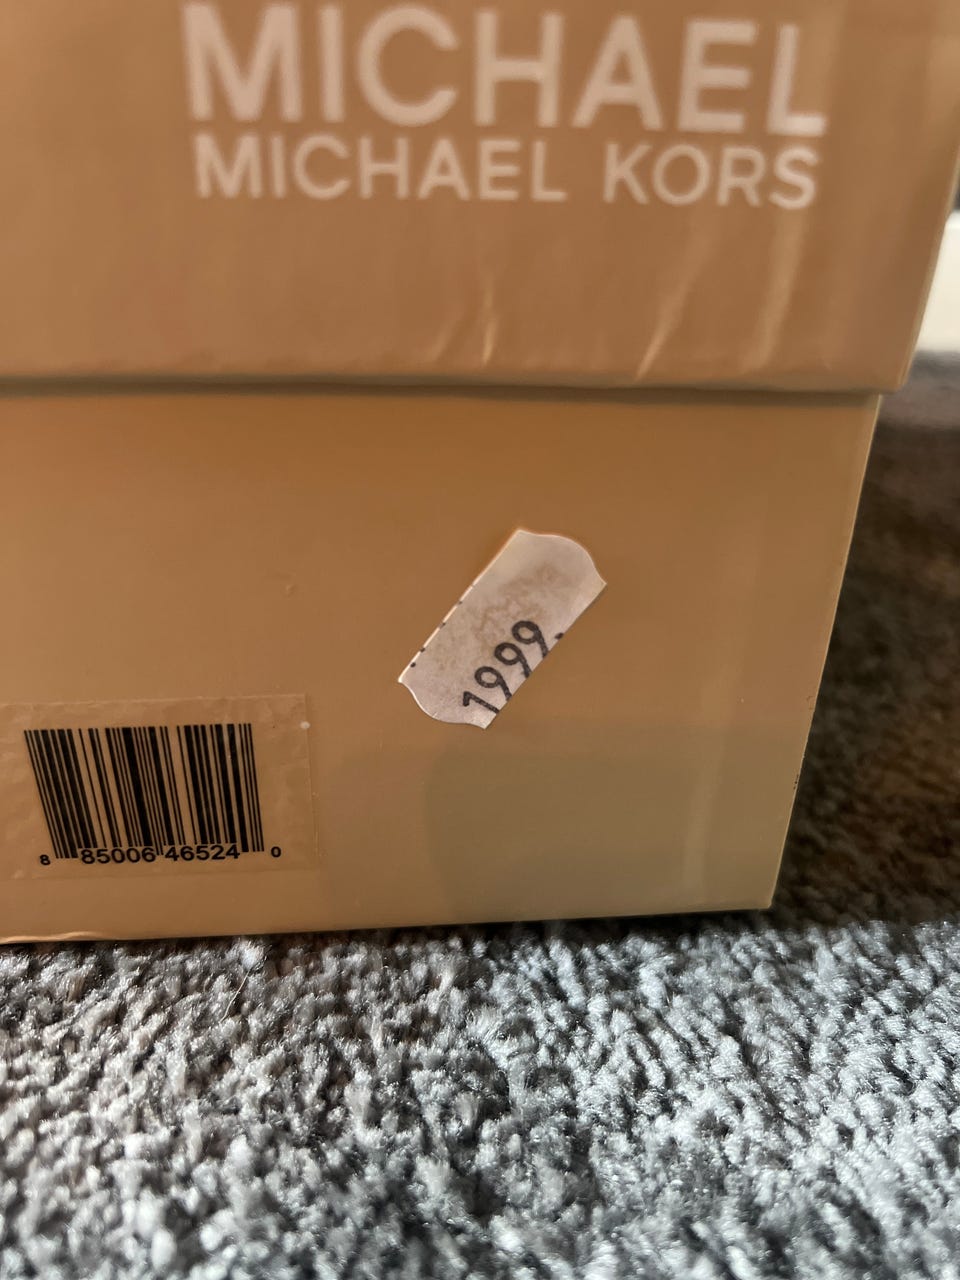 MICHAEL
MICHAEL KORS
1999.
8 85006 46524 0